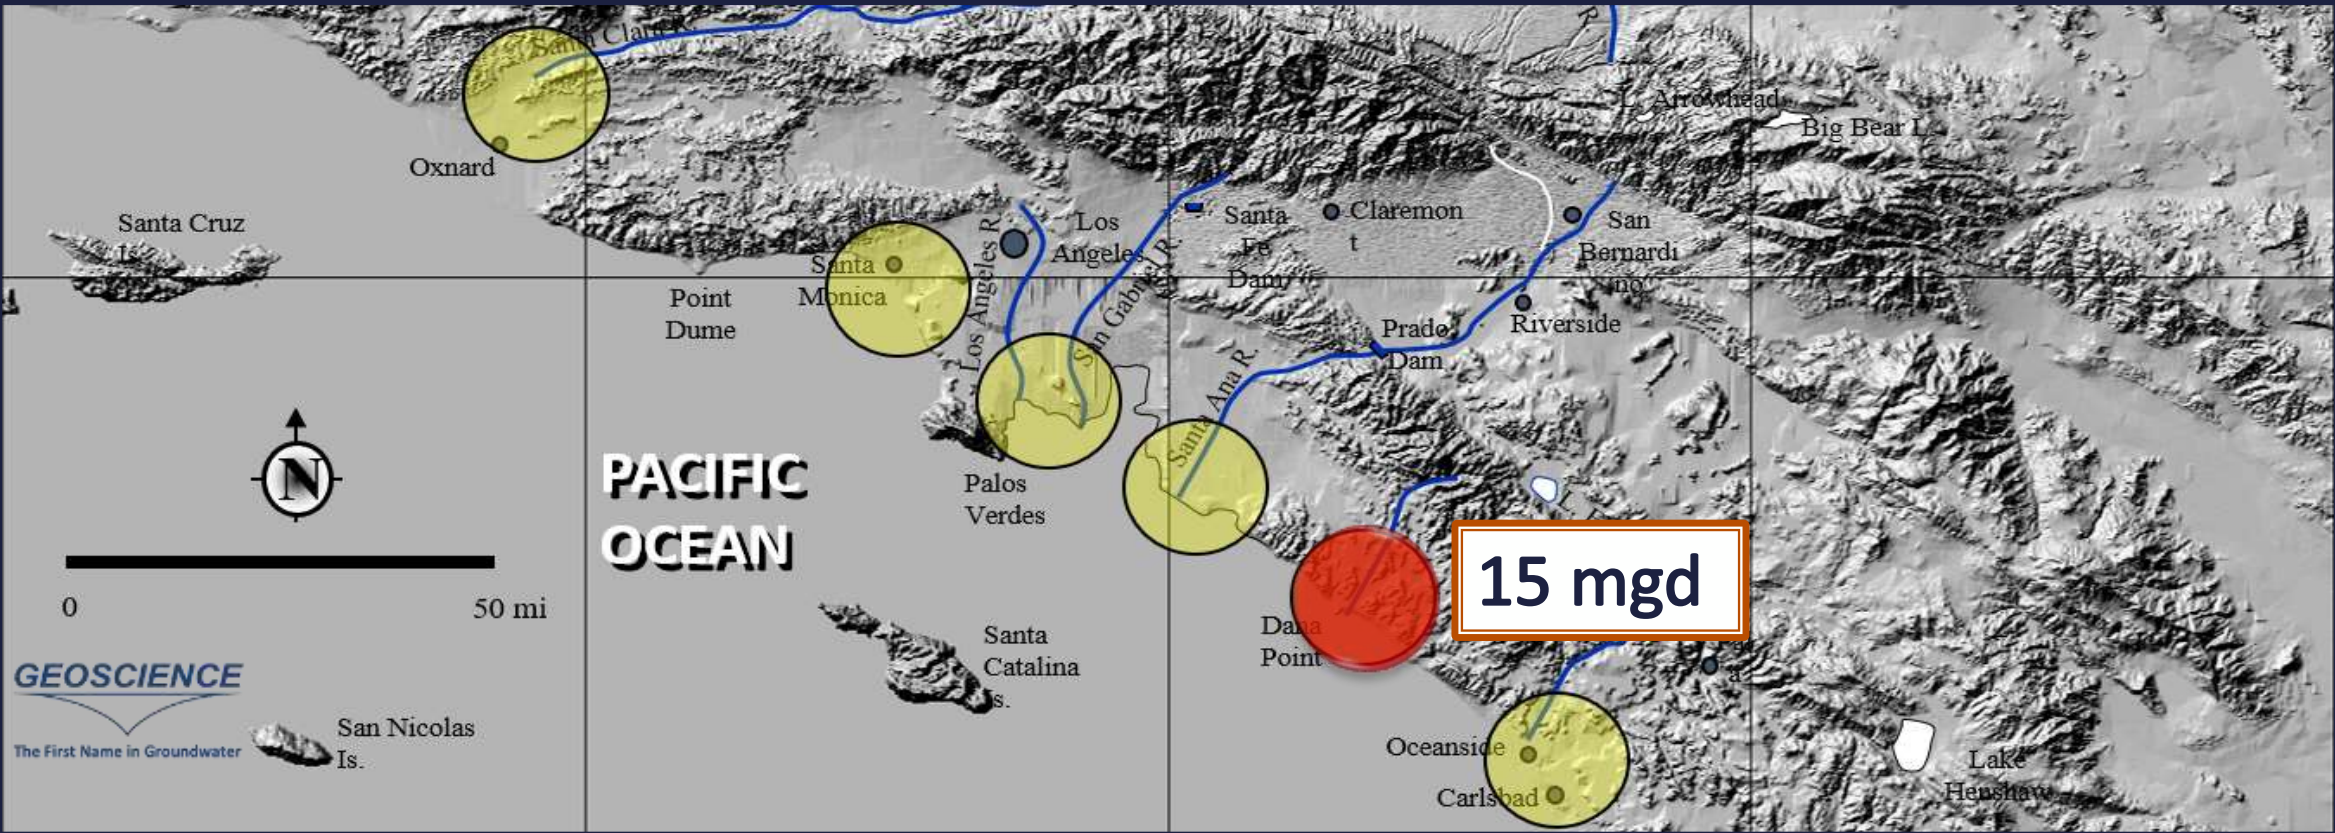 Santa Clara R.
R.
L. Arrowhead
Big Bear L.
Oxnard
Santa Cruz
Is.
Los Angeles R.
Los
Angeles
San Gabriel R.
Santa
Fe
Dam
Claremon
t
San
Bernardi
no
Santa
Monica
Point
Dume
Riverside
Prado
Dam
Santa Ana R.
N
PACIFIC
OCEAN
Palos
Verdes
L.
0
50 mi
15 mgd
Dana
Point
Santa
Catalina
Is.
GEOSCIENCE
The First Name in Groundwater
San Nicolas
Is.
Oceanside
Carlsbad
Lake
Henshaw